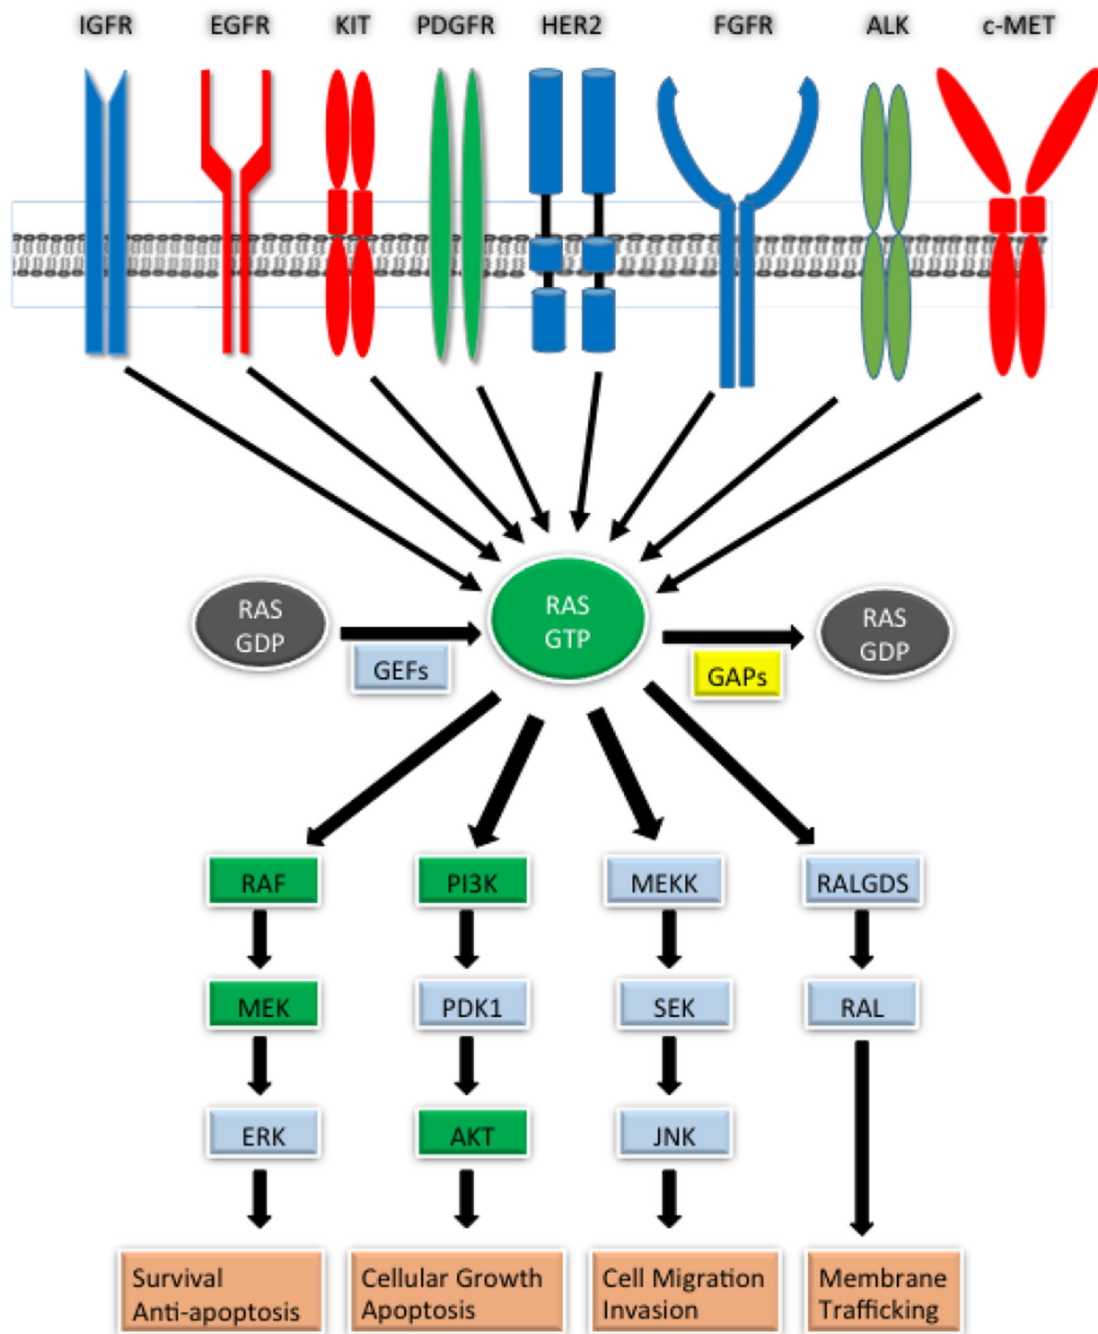 IGFR EGFR KIT PDGFR HER2 FGFR ALK c-MET
RAS
GDP
GEFs
RAS
GTP
GAPs
RAS
GDP
RAF PI3K MEKK RALGDS
MEK PDK1 SEK RAL
ERK AKT JNK
Survival
Anti-apoptosis
Cellular Growth
Apoptosis
Cell Migration
Invasion
Membrane
Trafficking